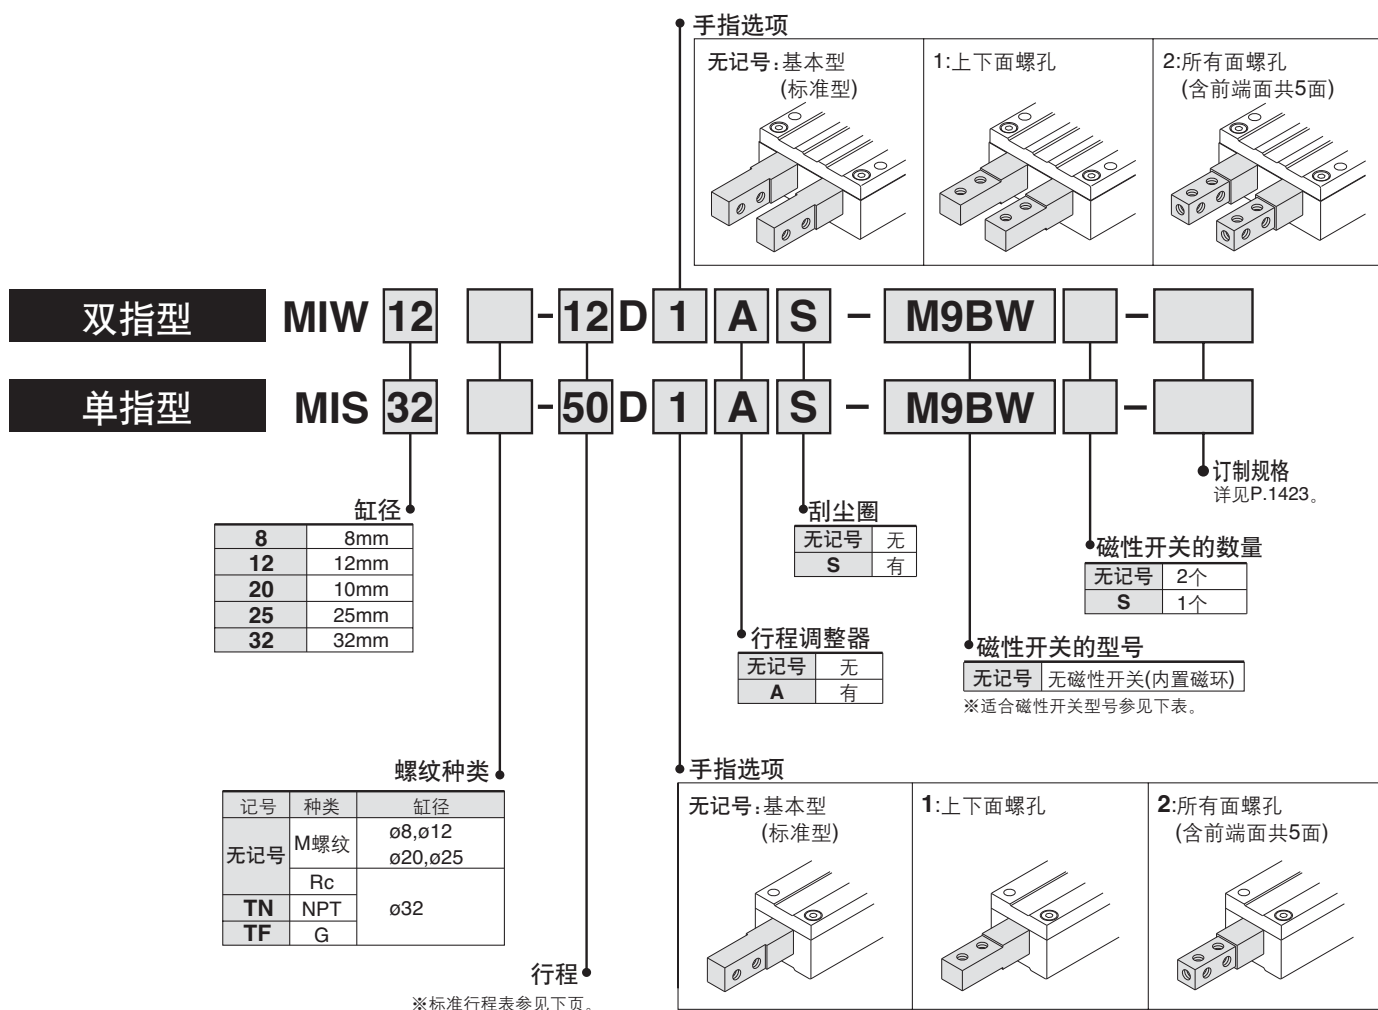 手指选项
无记号:基本型
(标准型)
1:上下面螺孔
2:所有面螺孔
(含前端面共5面)
双指型 MIW 12 -12 D 1 A S - M9BW -
单指型 MIS 32 -50 D 1 A S - M9BW -
订制规格
详见P.1423。
缸径
8 8mm
12 12mm
20 10mm
25 25mm
32 32mm
刮尘圈
无记号 无
S 有
磁性开关的数量
无记号 2个
S 1个
行程调整器
无记号 无
A 有
磁性开关的型号
无记号 无磁性开关(内置磁环)
※适合磁性开关型号参见下表。
螺纹种类
记号 种类 缸径
无记号 M螺纹 ø8,ø12
ø20,ø25
Rc ø32
TN NPT
TF G
行程
※标准行程表参见下页。
手指选项
无记号:基本型
(标准型)
1:上下面螺孔
2:所有面螺孔
(含前端面共5面)